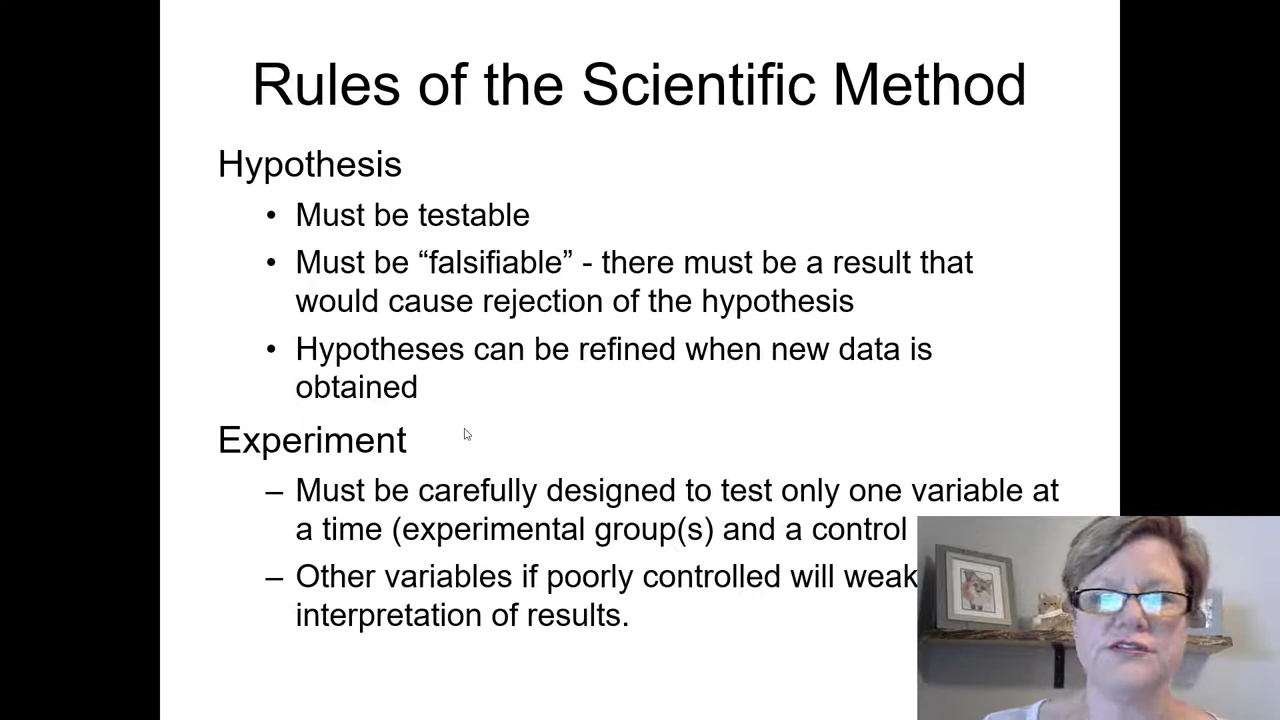 Rules of the Scientific Method
Hypothesis
• Must be testable
• Must be “falsifiable” - there must be a result that
would cause rejection of the hypothesis
• Hypotheses can be refined when new data is
obtained
Experiment
– Must be carefully designed to test only one variable at
a time (experimental group(s) and a control
– Other variables if poorly controlled will
interpretation of results.